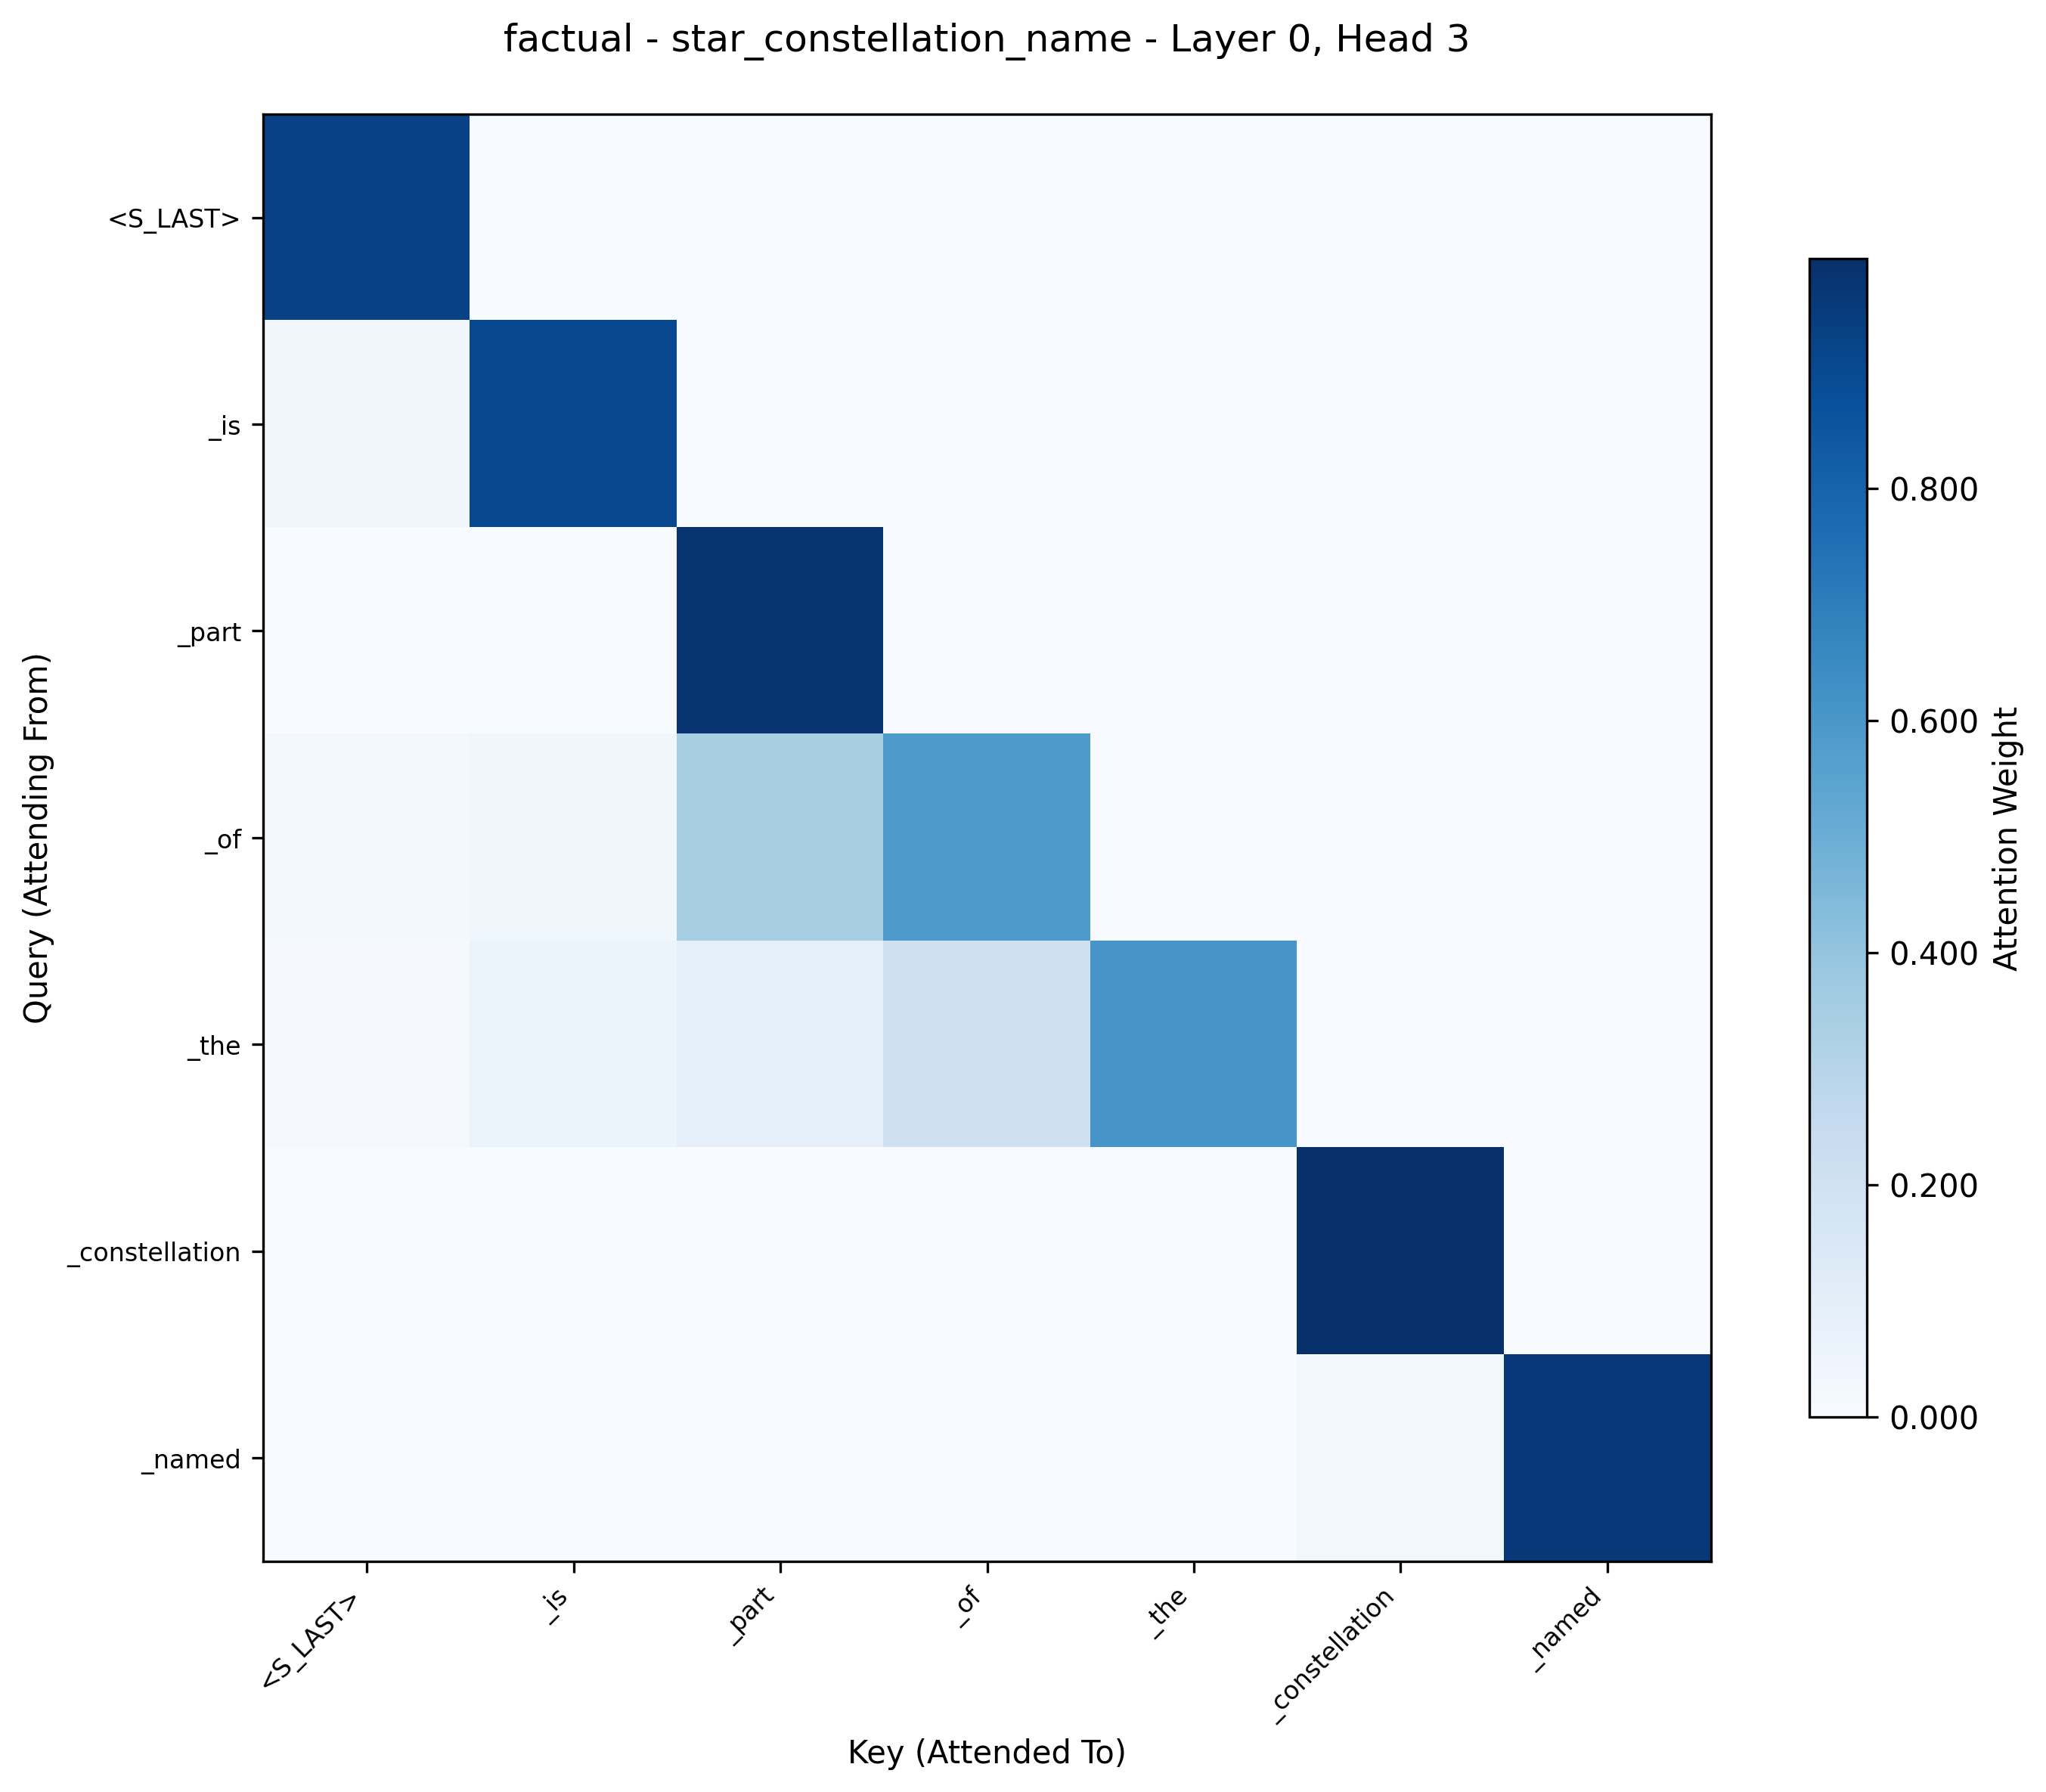 factual - star_constellation_name - Layer 0, Head 3
Query (Attending From)
<S_LAST>
_is
_part
_of
_the
_constellation
_named
<S_LAST>
_is
_part
_of
_the
_constellation
_named
Key (Attended To)
0.800
0.600
0.400
0.200
0.000
Attention Weight